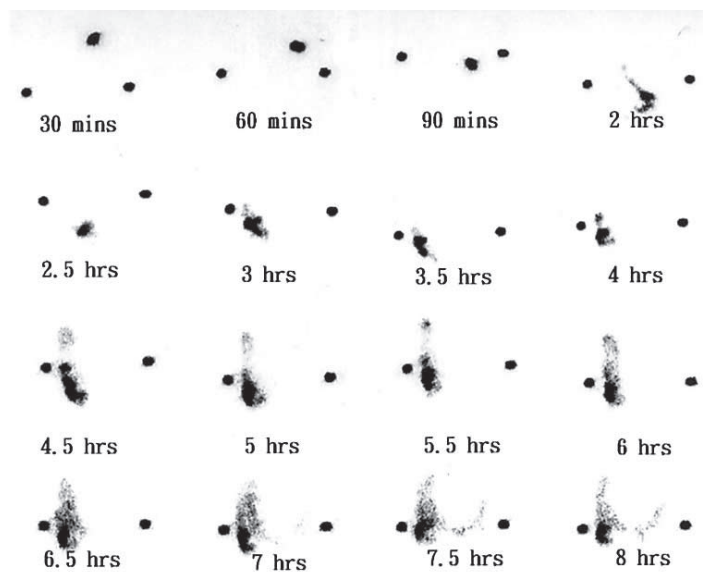 30 mins 60 mins 90 mins 2 hrs
2.5 hrs 3 hrs 3.5 hrs 4 hrs
4.5 hrs 5 hrs 5.5 hrs 6 hrs
6.5 hrs 7 hrs 7.5 hrs 8 hrs